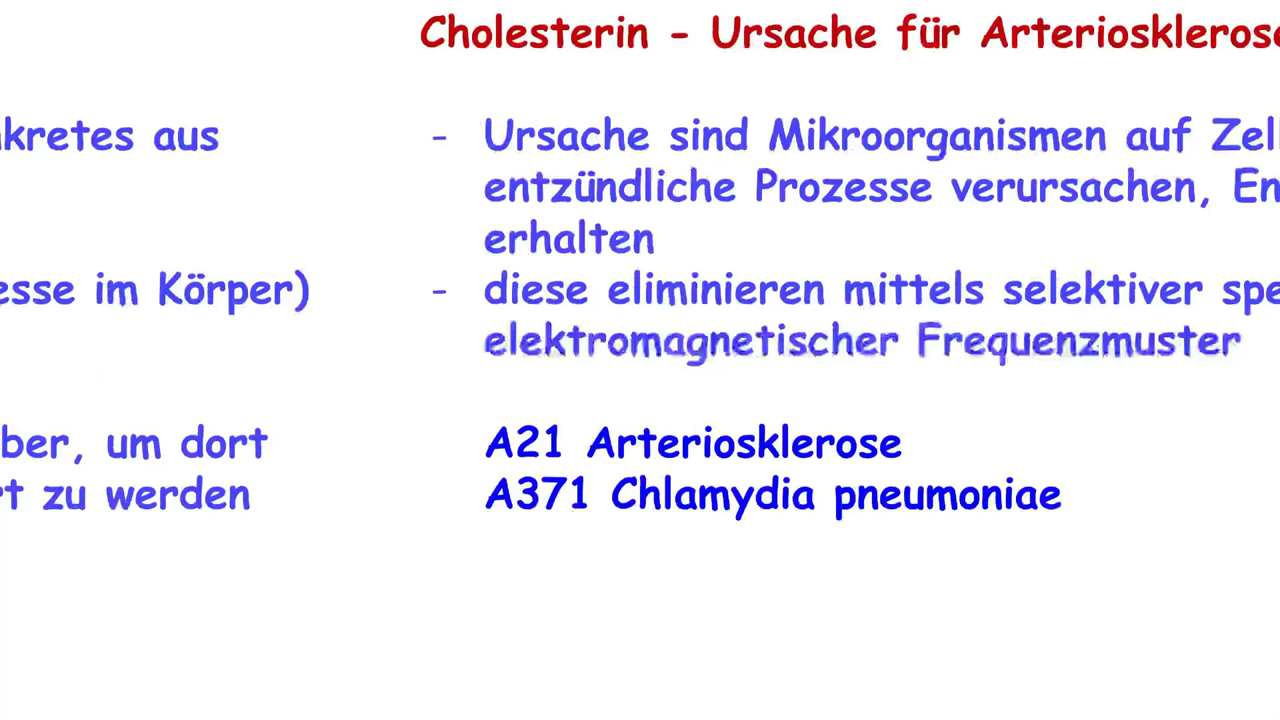 Cholesterin - Ursache für Arteriosklerose
kretes aus
esse im Körper)
ber, um dort
zu werden
- Ursache sind Mikroorganismen auf Zel
entzündliche Prozesse verursachen, En
erhalten
- diese eliminieren mittels selektiver spe
elektromagnetischer Frequenzmuster
A21 Arteriosklerose
A371 Chlamydia pneumoniae